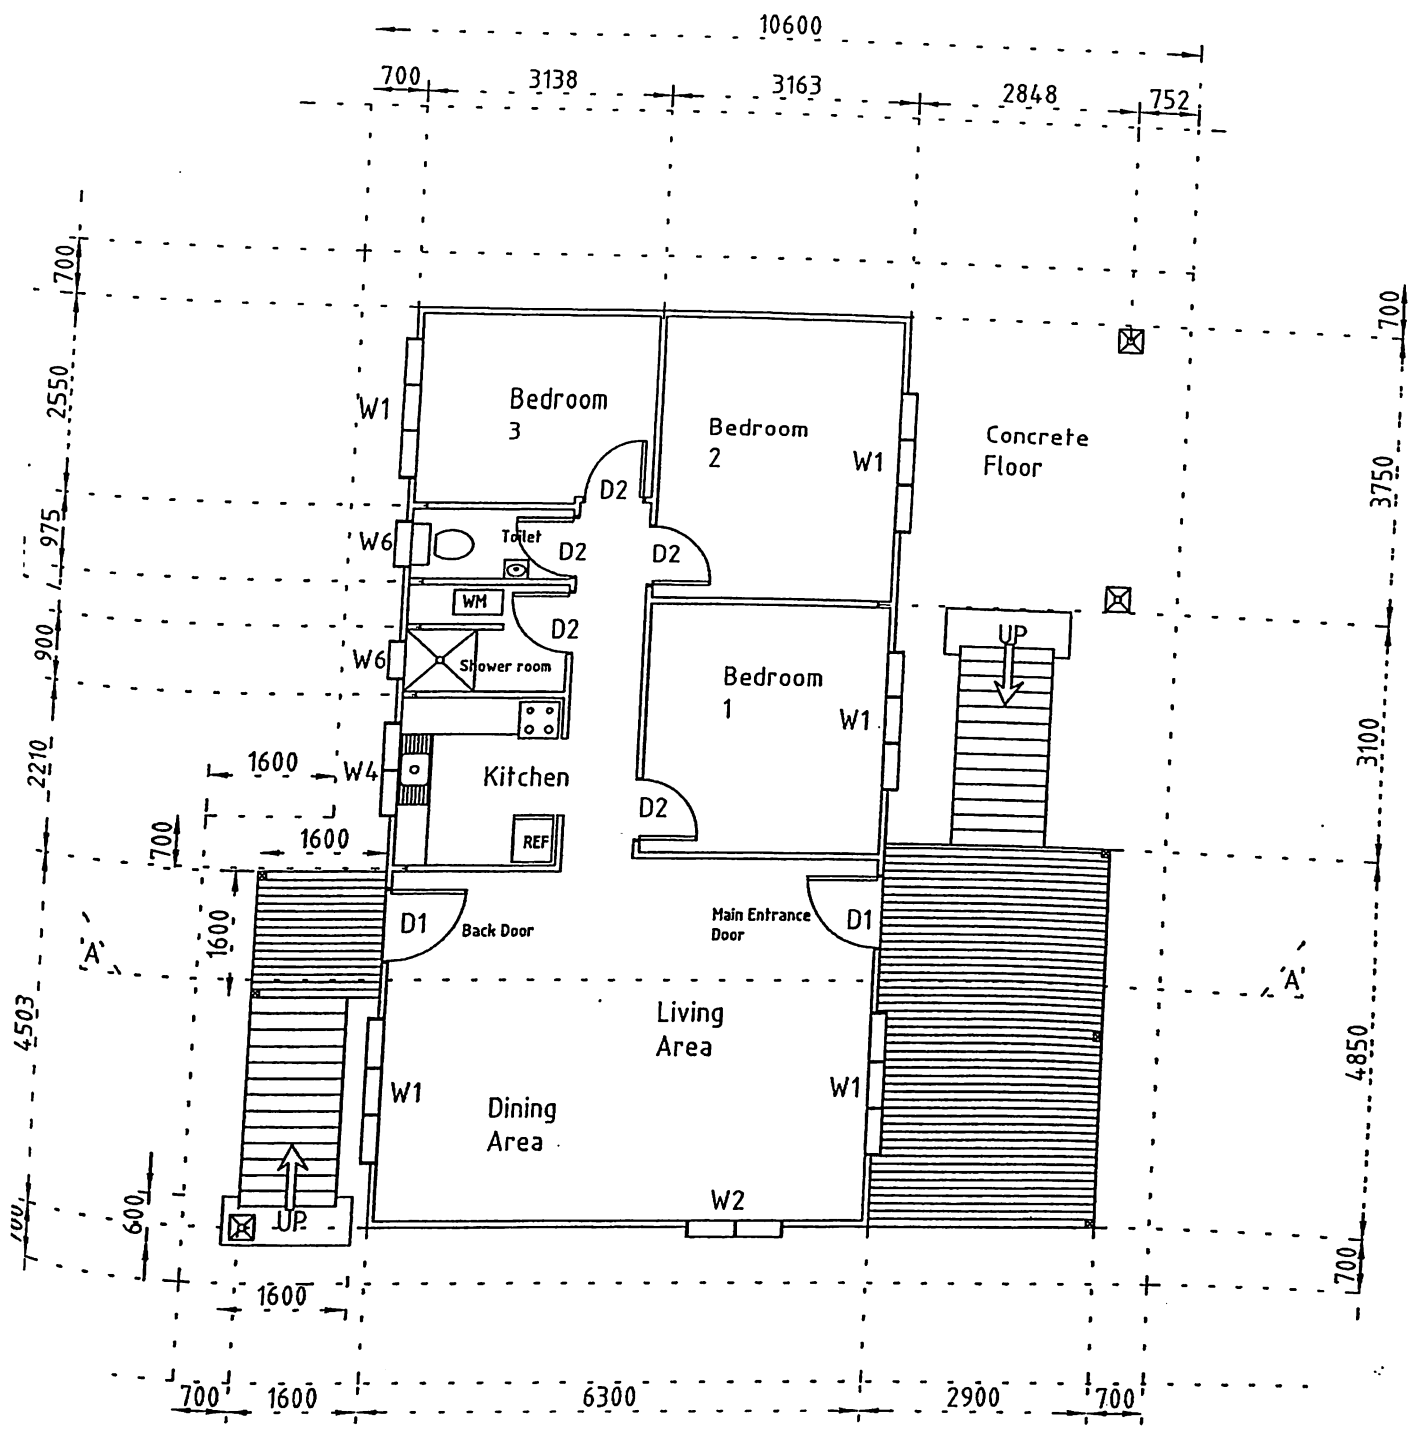 10600
700 3138 3163 2848 752
700
700
2550
W1
Bedroom
3
Bedroom
2
W1
Concrete
Floor
3750
D2
975
W6
Toilet
D2
D2
WM
D2
900
W6
Shower room
UP
Bedroom
1
W1
3100
2210
1600
W4
Kitchen
D2
700
1600
REF
1600
D1
Back Door
Main Entrance
Door
D1
A
A
4503
Living
Area
4850
W1
W1
Dining
Area
W2
700
600
UP
700
1600
700 1600 6300 2900 700